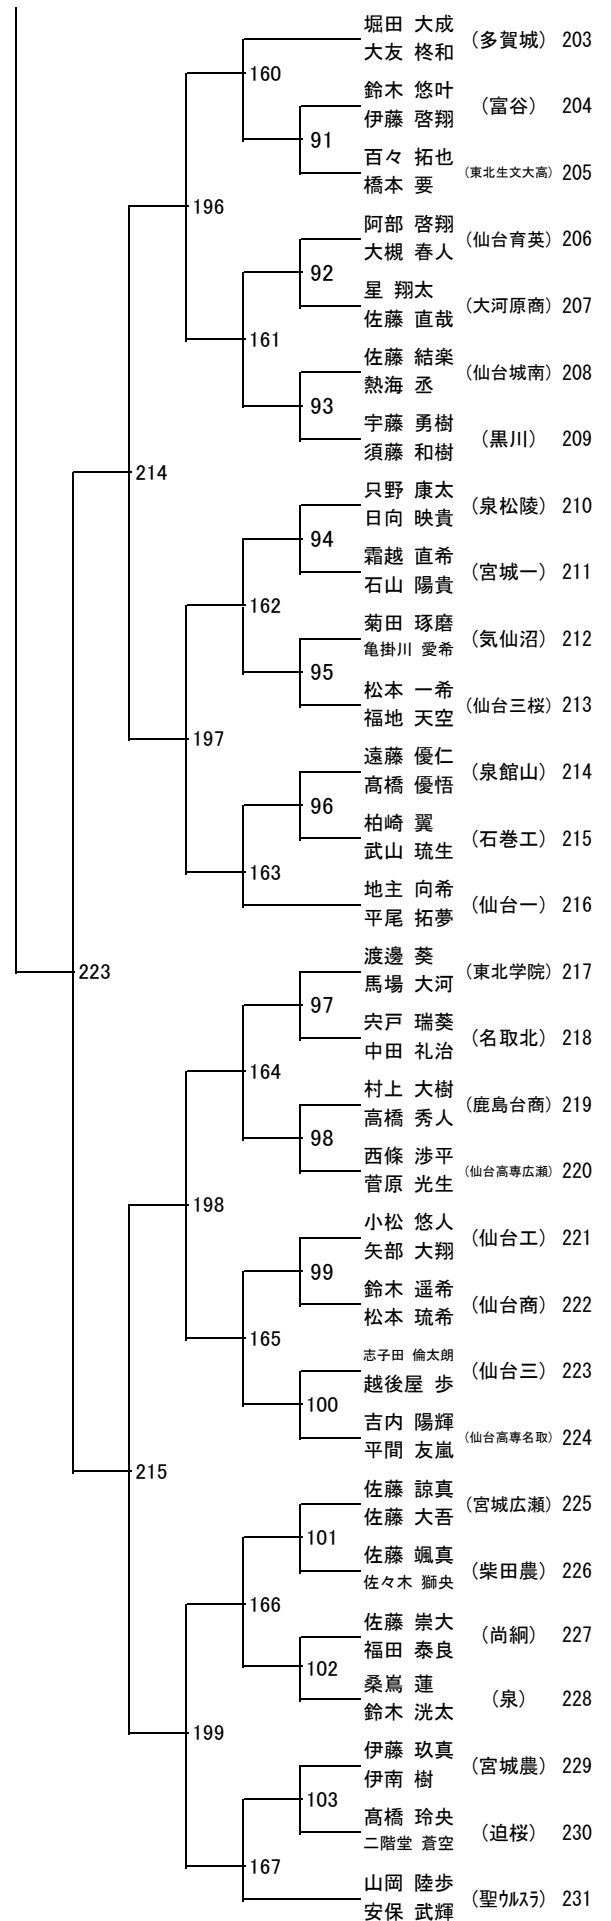 堀田 大成
大友 柊和
(多賀城) 203
160
鈴木 悠叶
伊藤 啓翔
(富谷) 204
91
百々 拓也
橋本 要
(東北生文大高) 205
196
阿部 啓翔
大槻 春人
(仙台育英) 206
92
星 翔太
佐藤 直哉
(大河原商) 207
161
佐藤 結楽
熱海 丞
(仙台城南) 208
93
宇藤 勇樹
須藤 和樹
(黒川) 209
214
只野 康太
日向 映貴
(泉松陵) 210
94
霜越 直希
石山 陽貴
(宮城一) 211
162
菊田 琢磨
亀掛川 愛希
(気仙沼) 212
95
松本 一希
福地 天空
(仙台三桜) 213
197
遠藤 優仁
髙橋 優悟
(泉館山) 214
96
柏崎 翼
武山 琉生
(石巻工) 215
163
地主 向希
平尾 拓夢
(仙台一) 216
223
渡邉 葵
馬場 大河
(東北学院) 217
97
宍戸 瑞葵
中田 礼治
(名取北) 218
164
村上 大樹
高橋 秀人
(鹿島台商) 219
98
西條 渉平
菅原 光生
(仙台高専広瀬) 220
198
小松 悠人
矢部 大翔
(仙台工) 221
99
鈴木 遥希
松本 琉希
(仙台商) 222
165
志子田 倫太朗
越後屋 歩
(仙台三) 223
100
吉内 陽輝
平間 友嵐
(仙台高専名取) 224
215
佐藤 諒真
佐藤 大吾
(宮城広瀬) 225
101
佐藤 颯真
佐々木 獅央
(柴田農) 226
166
佐藤 崇大
福田 泰良
(尚絅) 227
102
桑嶌 蓮
鈴木 洸太
(泉) 228
199
伊藤 玖真
伊南 樹
(宮城農) 229
103
髙橋 玲央
二階堂 蒼空
(迫桜) 230
167
山岡 陸歩
安保 武輝
(聖ｳﾙｽﾗ) 231